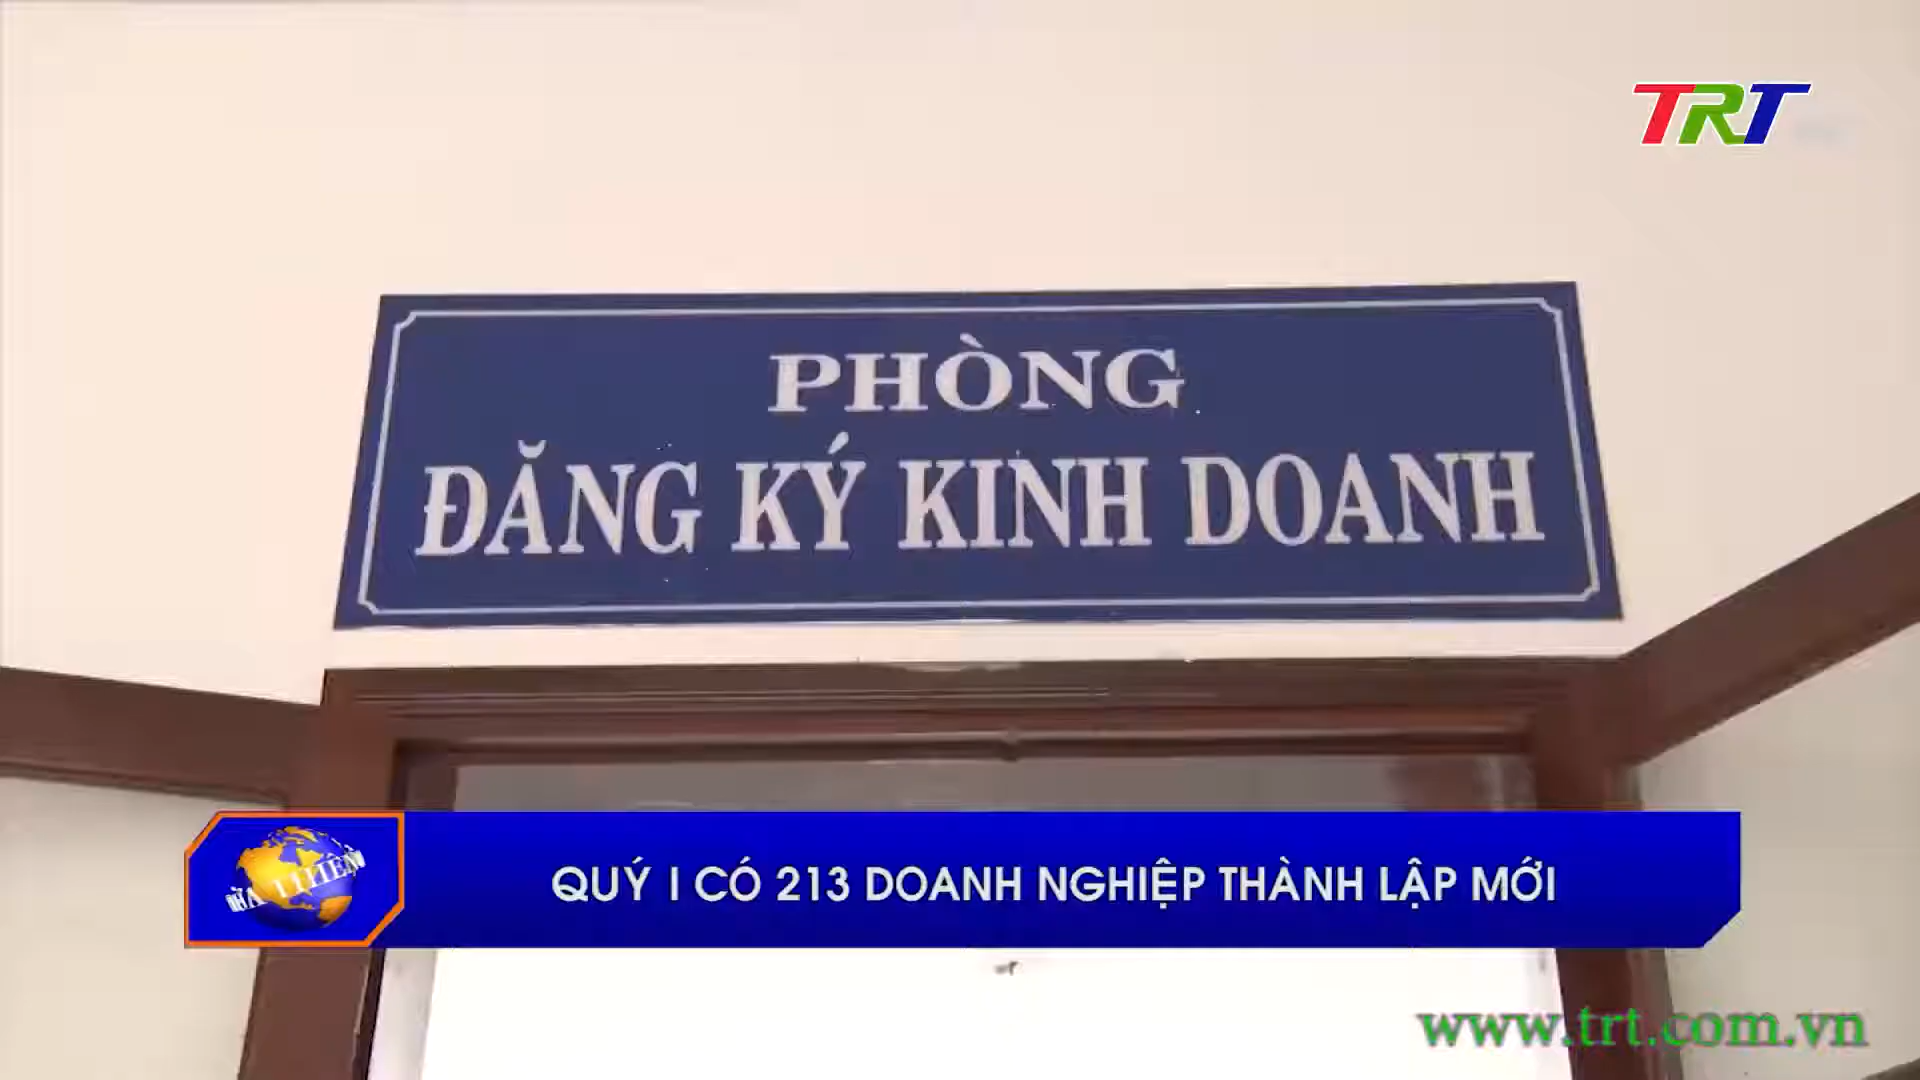 TRT
PHÒNG
ĐĂNG KÝ KINH DOANH
QUÝ I CÓ 213 DOANH NGHIỆP THÀNH LẬP MỚI
www.trt.com.vn